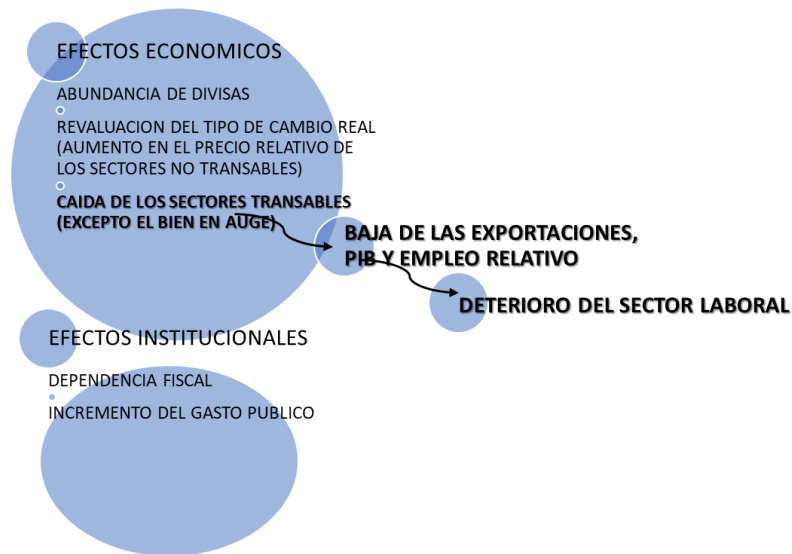 EFECTOS ECONOMICOS
ABUNDANCIA DE DIVISAS
REVALUACION DEL TIPO DE CAMBIO REAL
(AUMENTO EN EL PRECIO RELATIVO DE
LOS SECTORES NO TRANSABLES)
CAIDA DE LOS SECTORES TRANSABLES
(EXCEPTO EL BIEN EN AUGE)
BAJA DE LAS EXPORTACIONES,
PIB Y EMPLEO RELATIVO
DETERIORO DEL SECTOR LABORAL
EFECTOS INSTITUCIONALES
DEPENDENCIA FISCAL
INCREMENTO DEL GASTO PUBLICO